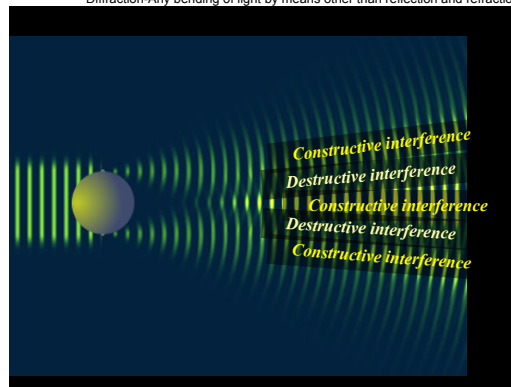 Diffraction-Any bending of light by means other than reflection and refractio
Constructive interference
Destructive interference
Constructive interference
Destructive interference
Constructive interference